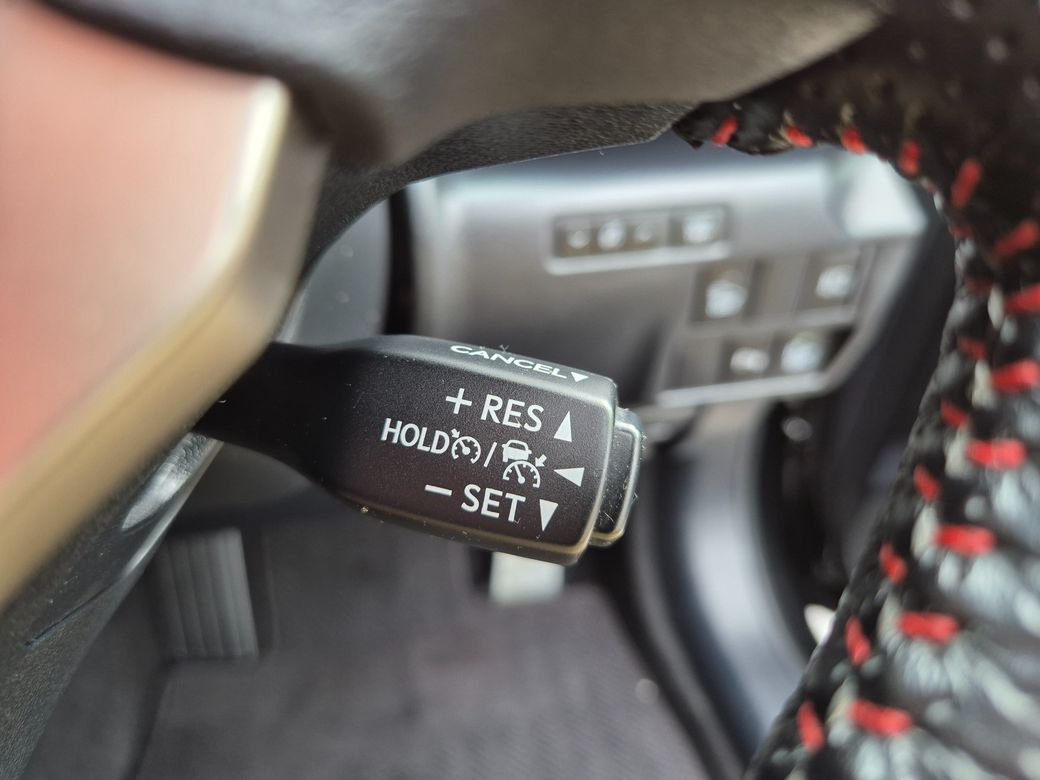 CANCEL▼
+ RES ▲
HOLD / ◀
− SET ▼